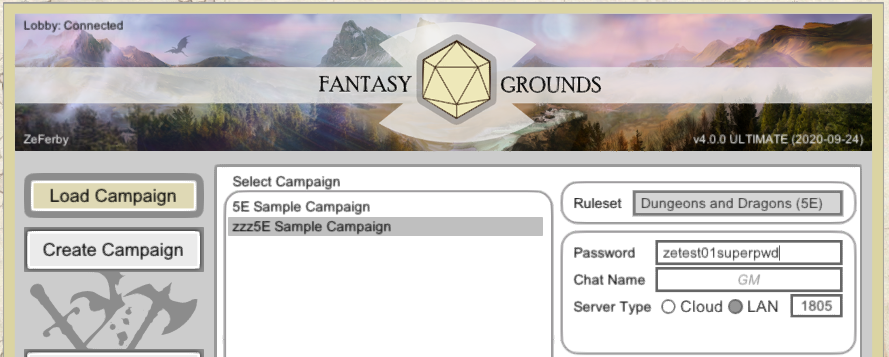 Lobby: Connected
FANTASY GROUNDS
ZeFerby
v4.0.0 ULTIMATE (2020-09-24)
Load Campaign
Create Campaign
Select Campaign
5E Sample Campaign
zzz5E Sample Campaign
Ruleset Dungeons and Dragons (5E)
Password zetest01superpwd
Chat Name GM
Server Type Cloud LAN 1805